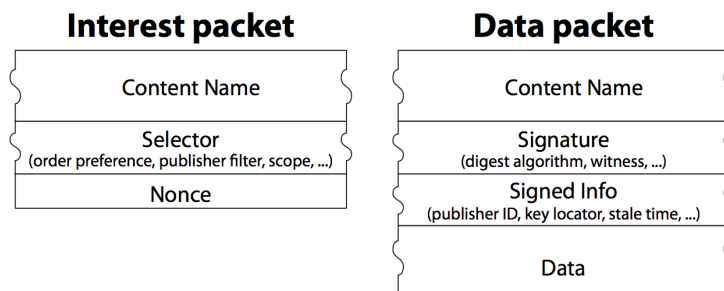 Interest packet
Content Name
Selector
(order preference, publisher filter, scope, ...)
Nonce
Data packet
Content Name
Signature
(digest algorithm, witness, ...)
Signed Info
(publisher ID, key locator, stale time, ...)
Data